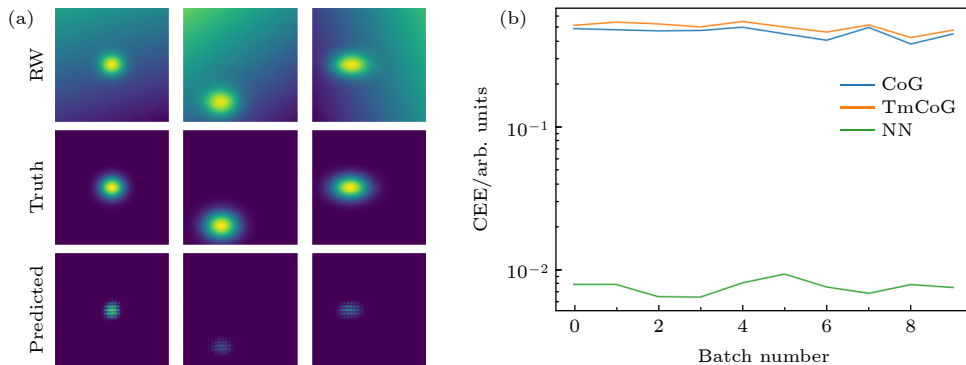 (a)
RW
Truth
Predicted
(b)
CEE/arb. units
10⁻¹
10⁻²
CoG
TmCoG
NN
0
2
4
6
8
Batch number